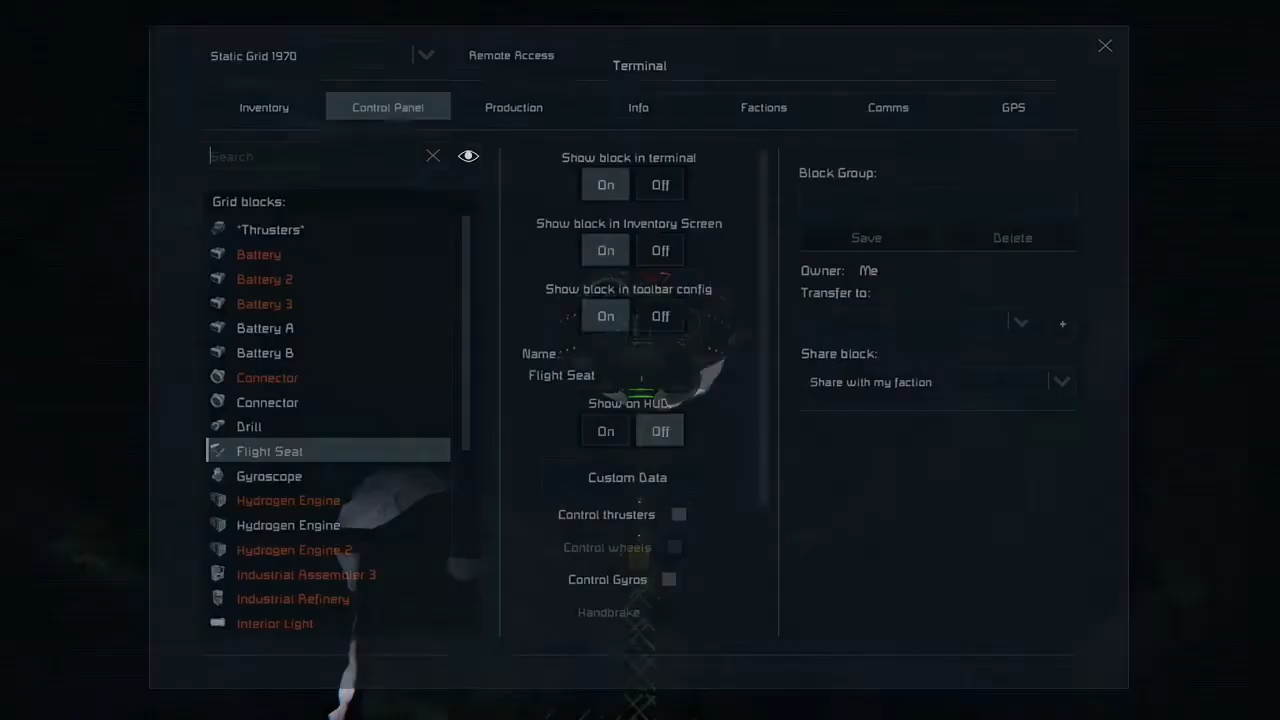 Static Grid 1970
Remote Access
Terminal
Inventory
Control Panel
Production
Info
Factions
Comms
GPS
Search
Grid blocks:
*Thrusters*
Battery
Battery 2
Battery 3
Battery A
Battery B
Connector
Connector
Drill
Flight Seat
Gyroscope
Hydrogen Engine
Hydrogen Engine
Hydrogen Engine 2
Industrial Assembler 3
Industrial Refinery
Interior Light
Show block in terminal
On Off
Show block in Inventory Screen
On Off
Show block in toolbar config
On Off
Name:
Flight Seat
Show on HUD
On Off
Custom Data
Control thrusters
Control wheels
Control Gyros
Handbrake
Block Group:
Save Delete
Owner: Me
Transfer to:
Share block:
Share with my faction